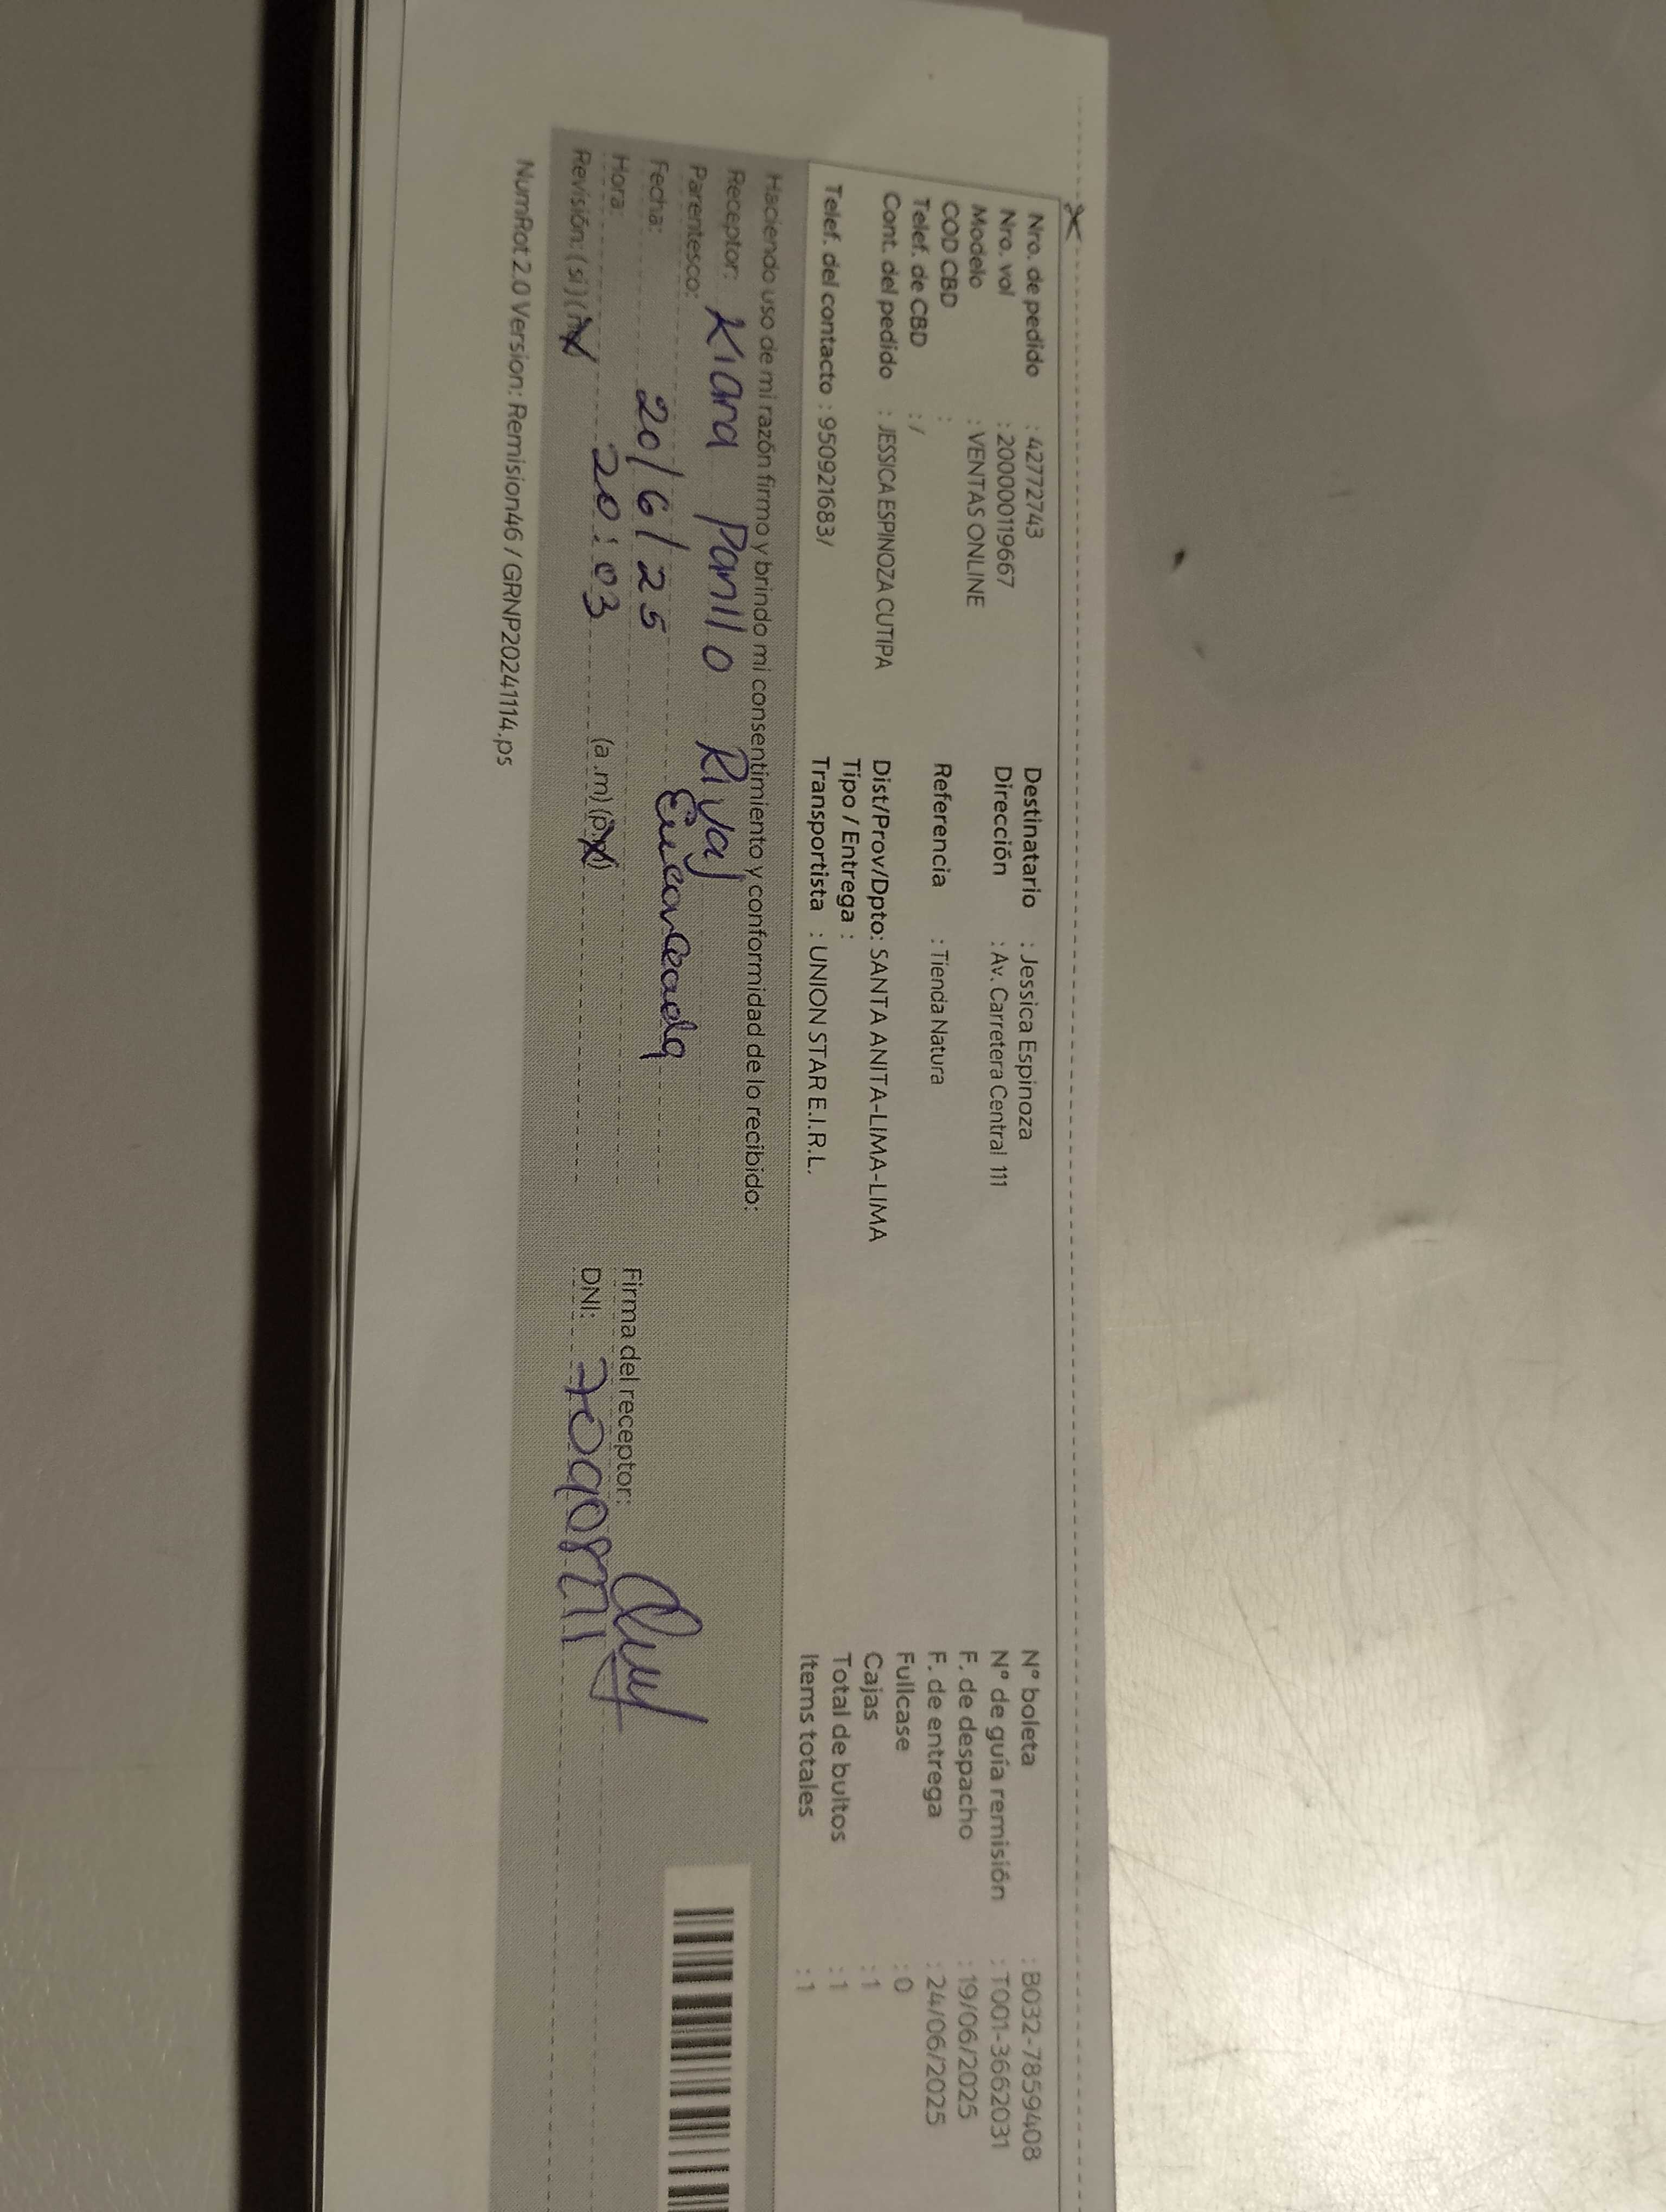 Nro. de pedido : 42772743
Nro. vol : 200000119667
Modelo : VENTAS ONLINE
COD CBD :
Telef. de CBD : /
Cont. del pedido : JESSICA ESPINOZA CUTIPA
Telef. del contacto : 950921683/
Destinatario : Jessica Espinoza
Dirección : Av. Carretera Central 111
Referencia : Tienda Natura
Dist/Prov/Dpto: SANTA ANITA-LIMA-LIMA
Tipo / Entrega :
Transportista : UNION STAR E.I.R.L.
N° boleta : B032-7859408
N° de guía remisión : T001-3662031
F. de despacho : 19/06/2025
F. de entrega : 24/06/2025
Fullcase : 0
Cajas : 1
Total de bultos : 1
Items totales : 1
Haciendo uso de mi razón firmo y brindo mi consentimiento y conformidad de lo recibido:
Receptor: Kiara
Parentesco: Encargada
Fecha: 20/6/25
Hora: 20:03 (a.m) (p.m)
Revisión: (si) (no)
Firma del receptor:
DNI:
NumRot 2.0 Version: Remision46 / GRNP20241114.ps